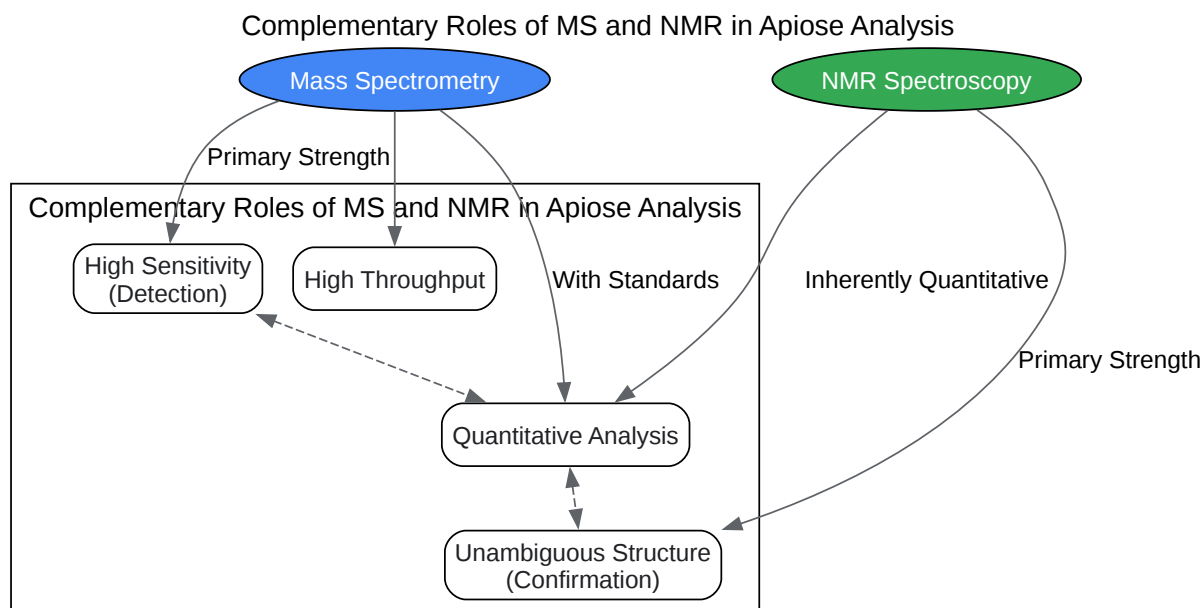 Complementary Roles of MS and NMR in Apiose Analysis
Mass Spectrometry
NMR Spectroscopy
Primary Strength
Complementary Roles of MS and NMR in Apiose Analysis
High Sensitivity
(Detection)
High Throughput
With Standards
Inherently Quantitative
Primary Strength
Quantitative Analysis
Unambiguous Structure
(Confirmation)